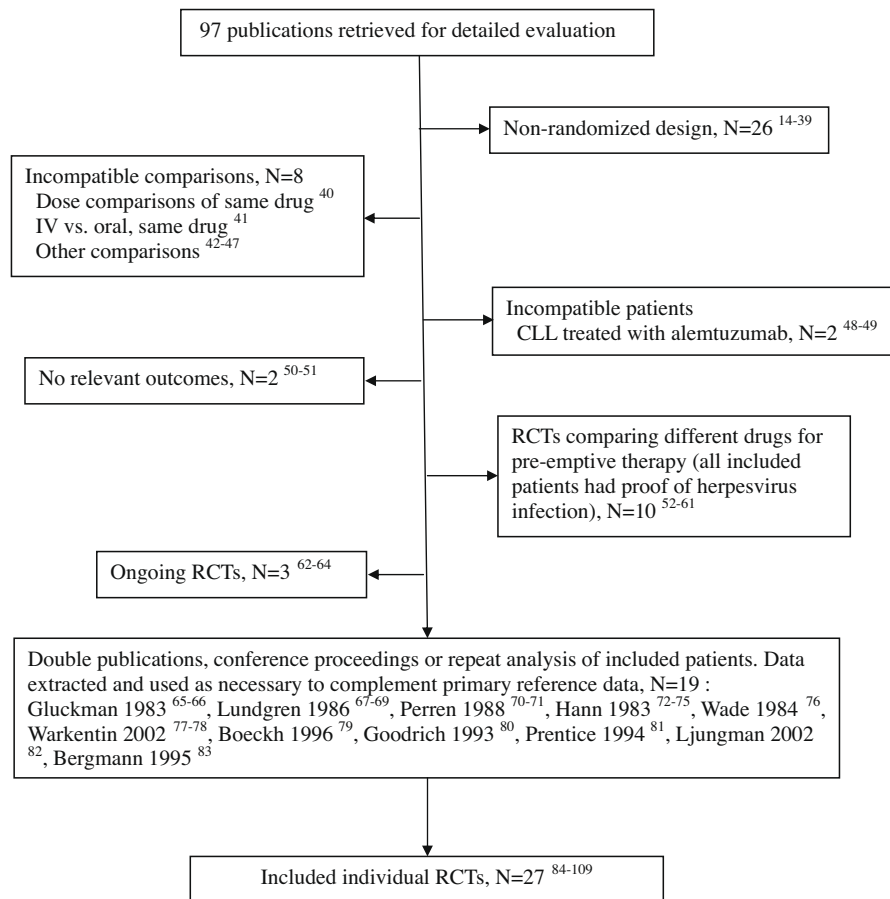 97 publications retrieved for detailed evaluation
Non-randomized design, N=26 14-39
Incompatible comparisons, N=8
Dose comparisons of same drug 40
IV vs. oral, same drug 41
Other comparisons 42-47
Incompatible patients
CLL treated with alemtuzumab, N=2 48-49
No relevant outcomes, N=2 50-51
RCTs comparing different drugs for
pre-emptive therapy (all included
patients had proof of herpesvirus
infection), N=10 52-61
Ongoing RCTs, N=3 62-64
Double publications, conference proceedings or repeat analysis of included patients. Data
extracted and used as necessary to complement primary reference data, N=19 :
Gluckman 1983 65-66, Lundgren 1986 67-69, Perren 1988 70-71, Hann 1983 72-75, Wade 1984 76,
Warkentin 2002 77-78, Boeckh 1996 79, Goodrich 1993 80, Prentice 1994 81, Ljungman 2002
82, Bergmann 1995 83
Included individual RCTs, N=27 84-109